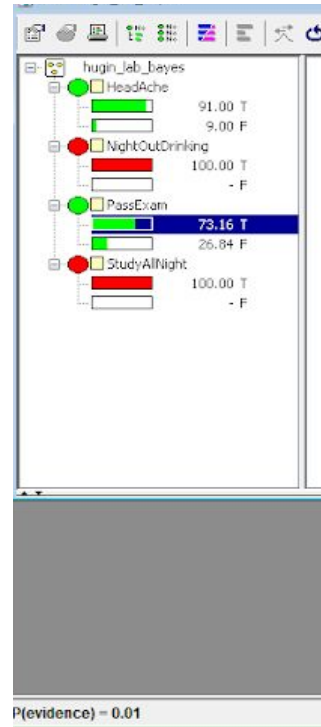 hugin_lab_bayes
HeadAche
91.00 T
9.00 F
NightOutDrinking
100.00 T
- F
PassExam
73.16 T
26.84 F
StudyAllNight
100.00 T
- F
P(evidence) = 0.01